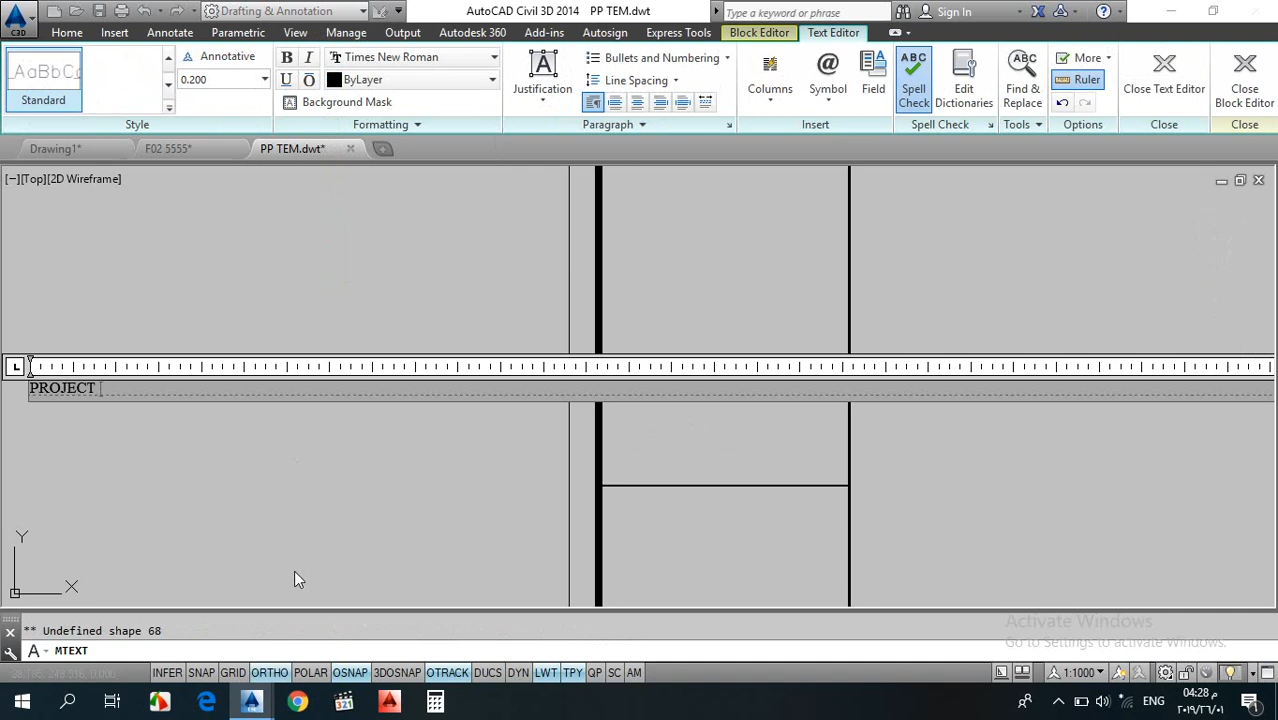 C3D
Drafting & Annotation
AutoCAD Civil 3D 2014 PP TEM.dwt
Type a keyword or phrase
Sign In
Home Insert Annotate Parametric View Manage Output Autodesk 360 Add-ins Autosign Express Tools Block Editor Text Editor
AaBbCc
Standard
Style
Annotative
0.200
B I Times New Roman
U O ByLayer
Background Mask
Formatting
A
Justification
Bullets and Numbering
Line Spacing
Paragraph
Columns
@
Symbol
Field
Insert
ABC
Spell Check
Edit Dictionaries
Spell Check
ABC
Find & Replace
Tools
More
Ruler
Options
Close Text Editor
Close
Close Block Editor
Close
Drawing1* F02 5555* PP TEM.dwt*
[−][Top][2D Wireframe]
L
PROJECT
Y
X
** Undefined shape 68
Activate Windows
Go to Settings to activate Windows.
A MTEXT
INFER SNAP GRID ORTHO POLAR OSNAP 3DOSNAP OTRACK DUCS DYN LWT TPY QP SC AM
1:1000
321
ENG
04:28 م